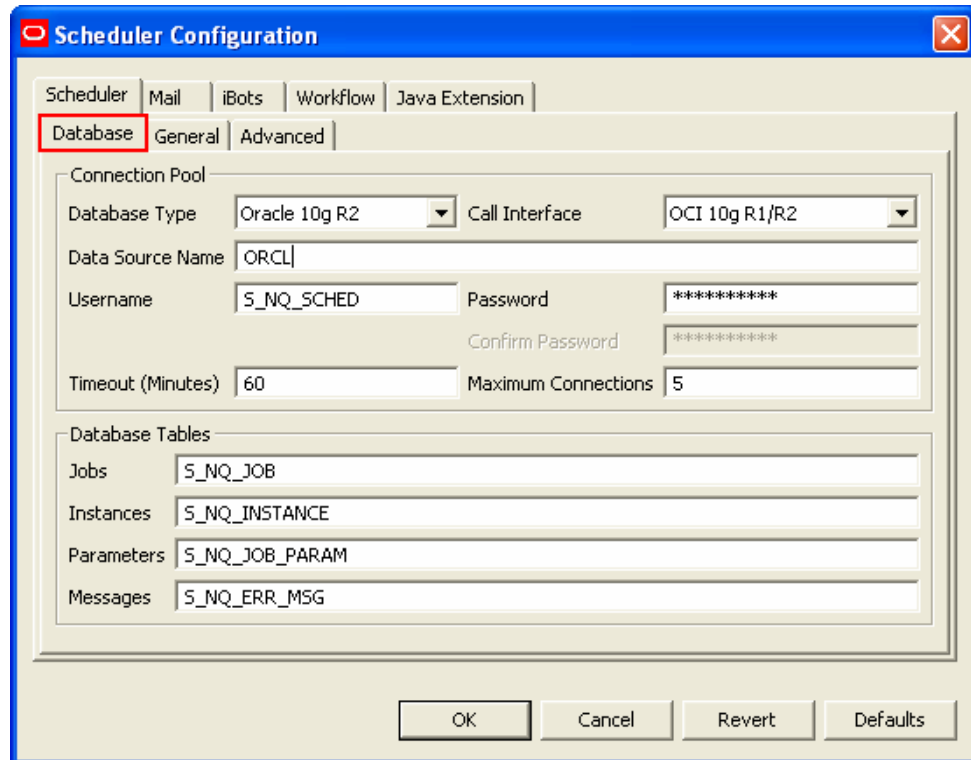 Scheduler Configuration
Scheduler Mail iBots Workflow Java Extension
Database General Advanced
Connection Pool
Database Type Oracle 10g R2 Call Interface OCI 10g R1/R2
Data Source Name ORCL
Username S_NQ_SCHED Password **********
Confirm Password **********
Timeout (Minutes) 60 Maximum Connections 5
Database Tables
Jobs S_NQ_JOB
Instances S_NQ_INSTANCE
Parameters S_NQ_JOB_PARAM
Messages S_NQ_ERR_MSG
OK Cancel Revert Defaults